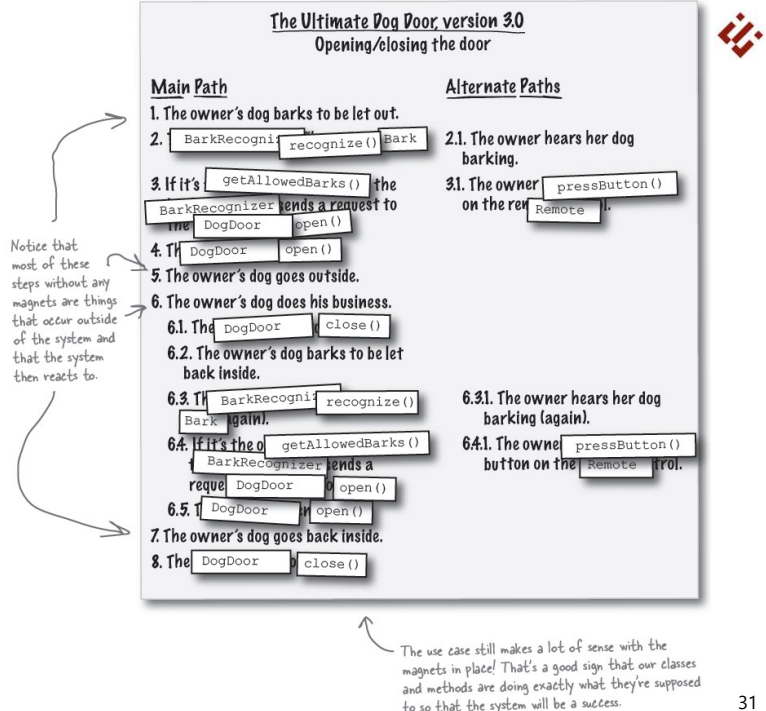 The Ultimate Dog Door, version 3.0
Opening/closing the door
Main Path
1. The owner's dog barks to be let out.
2. BarkRecogni recognize() Bark
3. If it's getAllowedBarks() the
BarkRecognizer sends a request to
the DogDoor open()
4. Th DogDoor open()
5. The owner's dog goes outside.
6. The owner's dog does his business.
6.1. The DogDoor close()
6.2. The owner's dog barks to be let
back inside.
6.3. Th BarkRecogniz recognize()
Bark (again).
6.4. If it's the o getAllowedBarks()
BarkRecognizer sends a
reque DogDoor open()
6.5. T DogDoor open()
7. The owner's dog goes back inside.
8. The DogDoor close()
Alternate Paths
2.1. The owner hears her dog
barking.
3.1. The owner pressButton()
on the rem Remote l.
6.3.1. The owner hears her dog
barking (again).
6.4.1. The owne pressButton()
button on the Remote trol.
Notice that
most of these
steps without any
magnets are things
that occur outside
of the system and
that the system
then reacts to.
The use case still makes a lot of sense with the
magnets in place! That's a good sign that our classes
and methods are doing exactly what they're supposed
to so that the system will be a success.
31